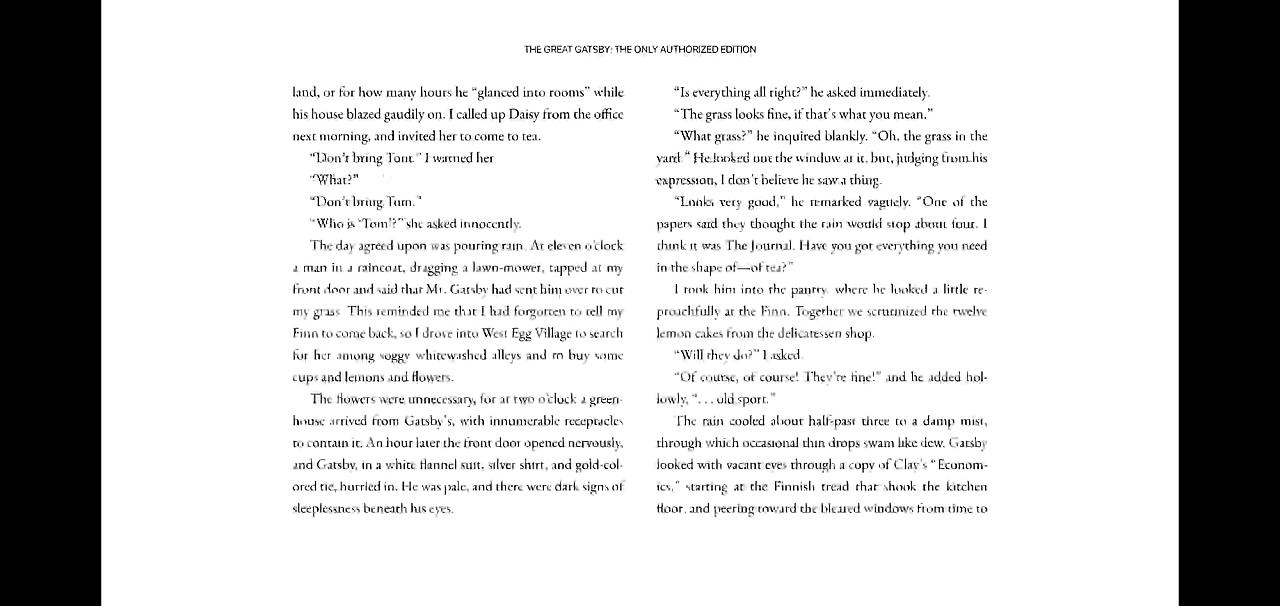 THE GREAT GATSBY: THE ONLY AUTHORIZED EDITION
land, or for how many hours he “glanced into rooms” while
his house blazed gaudily on. I called up Daisy from the office
next morning, and invited her to come to tea.
“Don’t bring Tom.” I warned her
“What?”
“Don’t bring Tom.”
“Who is ‘Tom’?” she asked innocently.
The day agreed upon was pouring rain. At eleven o’clock
a man in a raincoat, dragging a lawn-mower, tapped at my
front door and said that Mr. Gatsby had sent him over to cut
my grass. This reminded me that I had forgotten to tell my
Finn to come back, so I drove into West Egg Village to search
for her among soggy whitewashed alleys and to buy some
cups and lemons and flowers.
The flowers were unnecessary, for at two o’clock a green-
house arrived from Gatsby’s, with innumerable receptacles
to contain it. An hour later the front door opened nervously,
and Gatsby, in a white flannel suit, silver shirt, and gold-col-
ored tie, hurried in. He was pale, and there were dark signs of
sleeplessness beneath his eyes.
“Is everything all right?” he asked immediately.
“The grass looks fine, if that’s what you mean.”
“What grass?” he inquired blankly. “Oh, the grass in the
yard.” He looked out the window at it, but, judging from his
expression, I don’t believe he saw a thing.
“Looks very good,” he remarked vaguely. “One of the
papers said they thought the rain would stop about four. I
think it was The Journal. Have you got everything you need
in the shape of—of tea?”
I took him into the pantry, where he looked a little re-
proachfully at the Finn. Together we scrutinized the twelve
lemon cakes from the delicatessen shop.
“Will they do?” I asked.
“Of course, of course! They’re fine!” and he added hol-
lowly, “. . . old sport.”
The rain cooled about half-past three to a damp mist,
through which occasional thin drops swam like dew. Gatsby
looked with vacant eyes through a copy of Clay’s “Econom-
ics,” starting at the Finnish tread that shook the kitchen
floor, and peering toward the bleared windows from time to